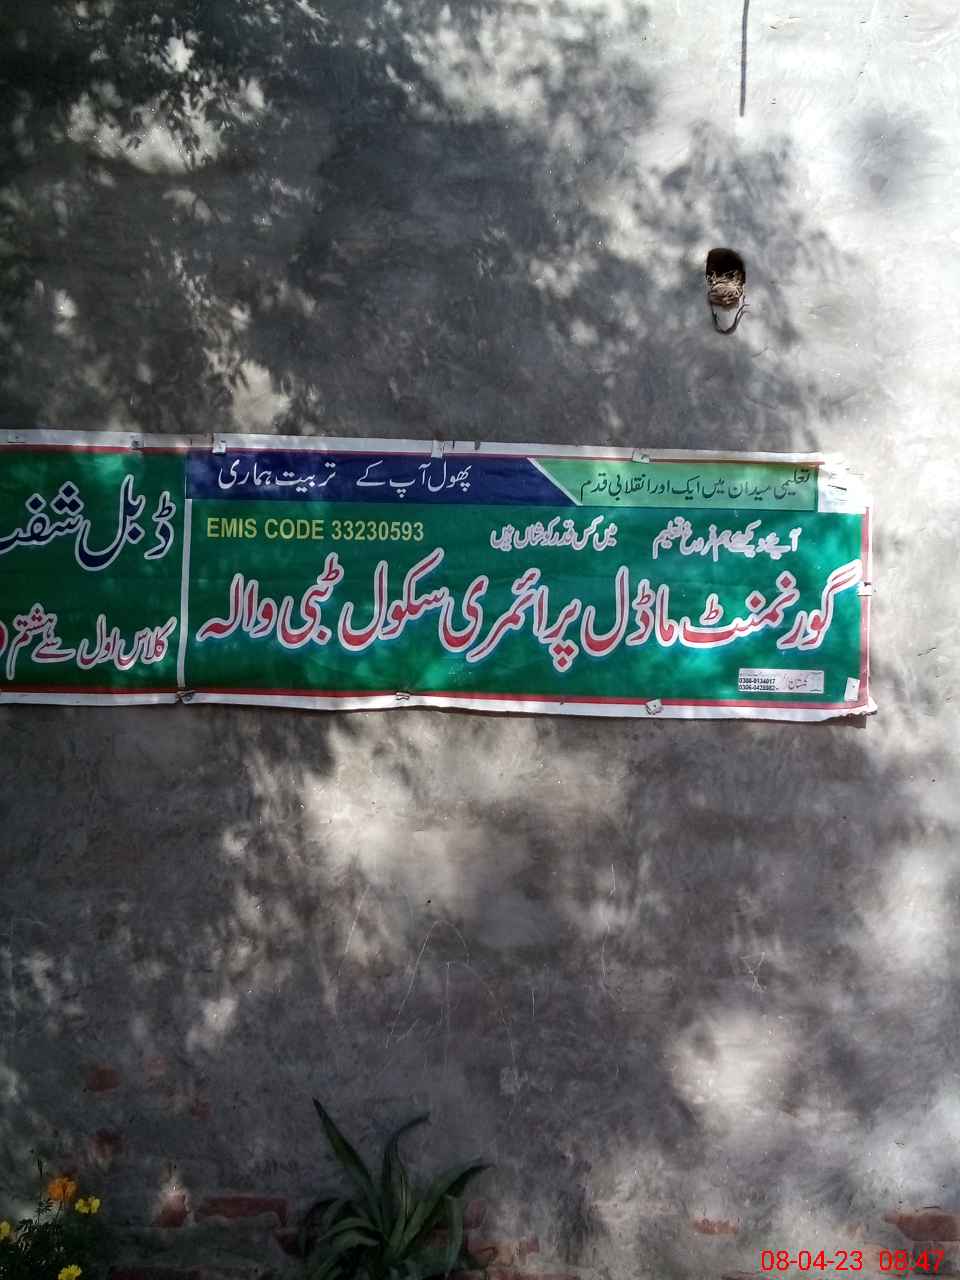 تعلیمی میدان میں ایک اور انقلابی قدم
پھول آپ کے تربیت ہماری
آیئے دیکھئے ہم فروغ تعلیم میں کس قدر کوشاں ہیں
EMIS CODE 33230593
گورنمنٹ ماڈل پرائمری سکول ٹبی والہ
ڈبل شفٹ
کلاس اول سے ہشتم
08-04-23 08:47